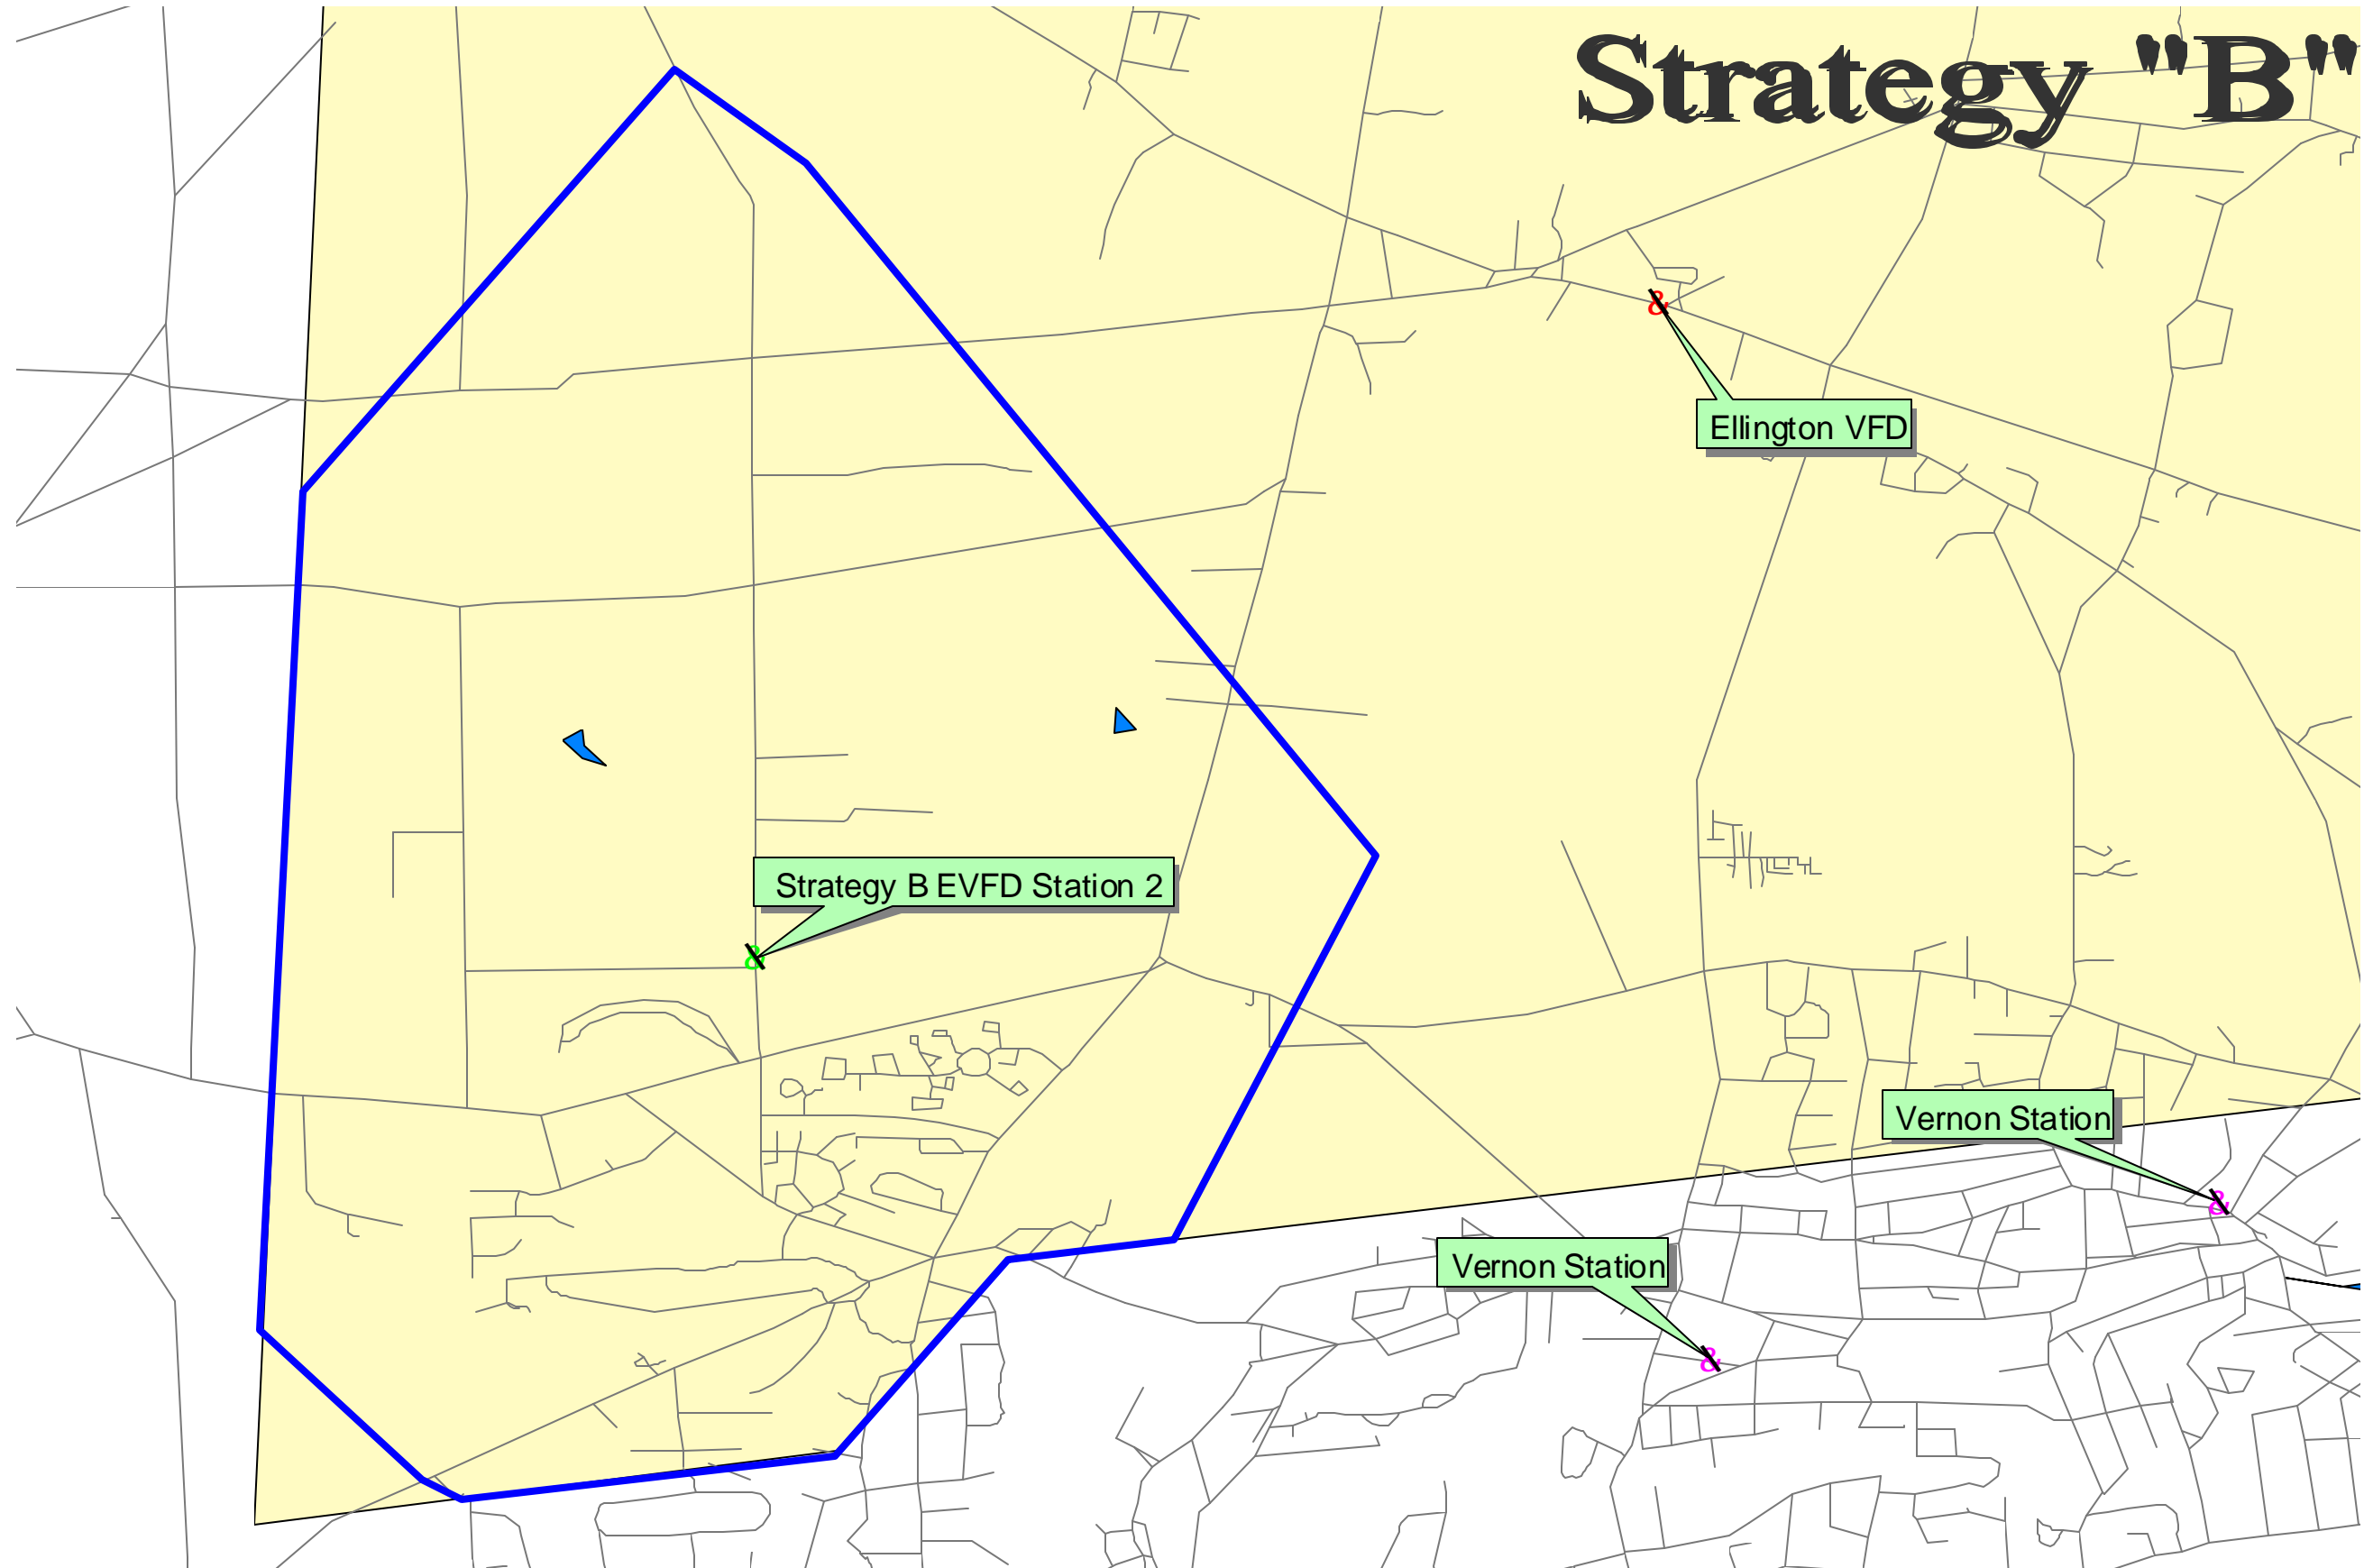 Strategy "B"
Ellington VFD
Strategy B EVFD Station 2
Vernon Station
Vernon Station